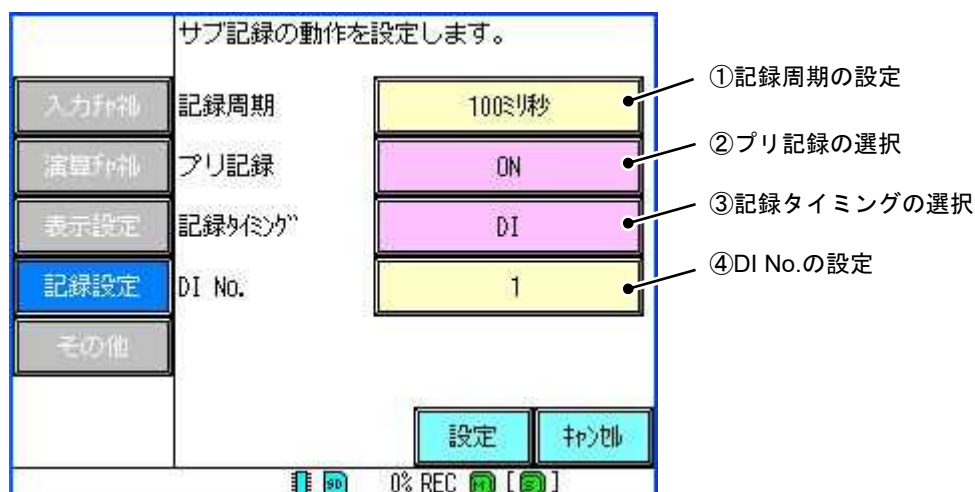 サブ記録の動作を設定します。
入力ﾁｬﾈﾙ
記録周期
100ﾐﾘ秒
①記録周期の設定
演算ﾁｬﾈﾙ
プリ記録
ON
②プリ記録の選択
表示設定
記録ﾀｲﾐﾝｸﾞ
DI
③記録タイミングの選択
記録設定
DI No.
1
④DI No.の設定
その他
設定
ｷｬﾝｾﾙ
SD
0% REC M [S]